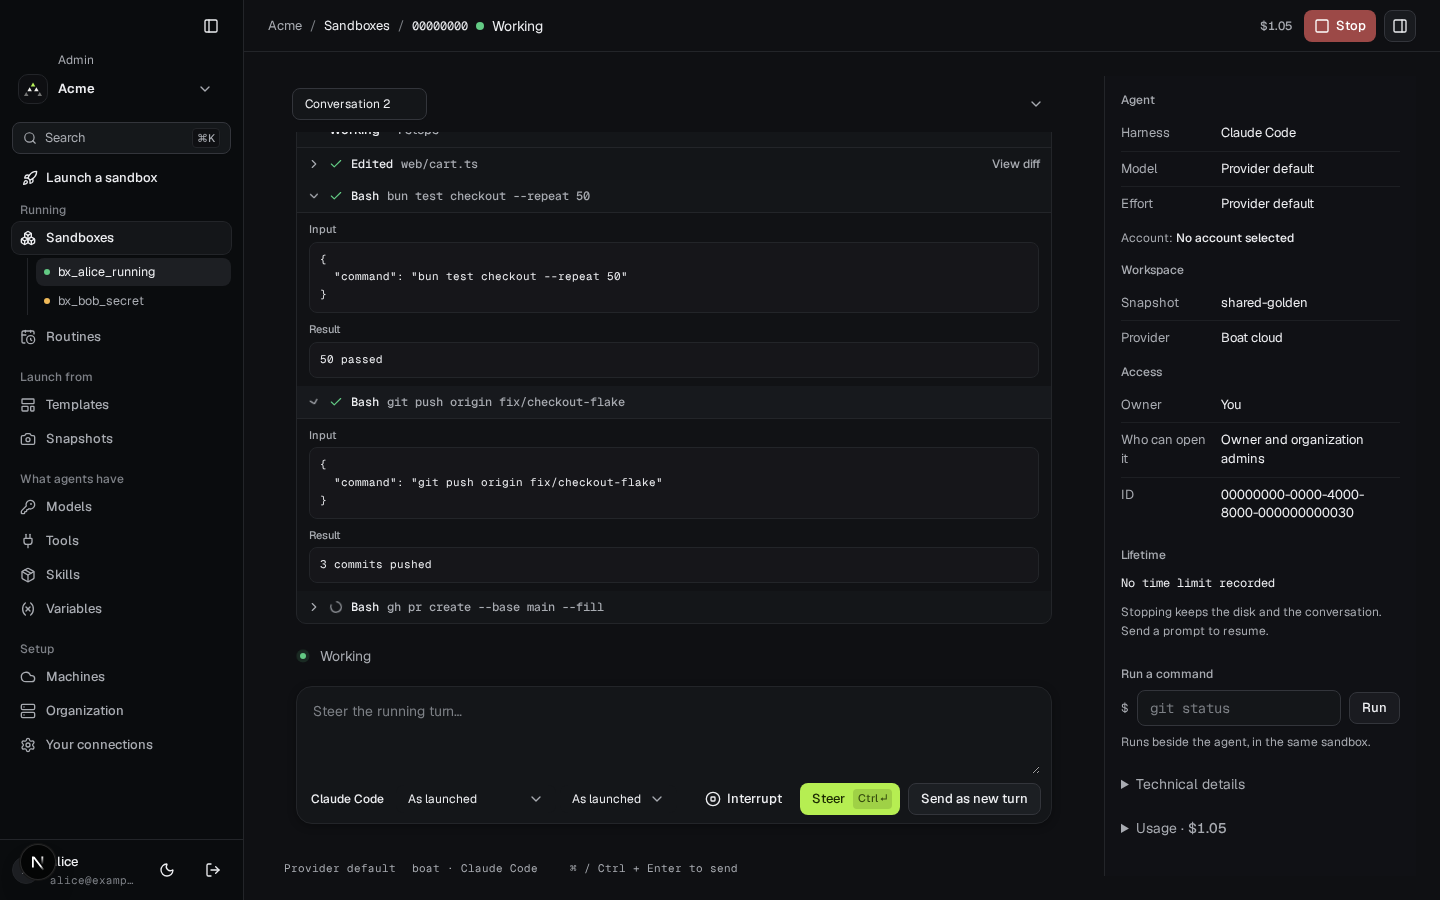 Admin
Acme
Search ⌘K
Launch a sandbox
Running
Sandboxes
bx_alice_running
bx_bob_secret
Routines
Launch from
Templates
Snapshots
What agents have
Models
Tools
Skills
Variables
Setup
Machines
Organization
Your connections
N lice
alice@examp…
Acme / Sandboxes / 00000000 Working
$1.05 Stop
Conversation 2
Edited web/cart.ts View diff
Bash bun test checkout --repeat 50
Input
{
"command": "bun test checkout --repeat 50"
}
Result
50 passed
Bash git push origin fix/checkout-flake
Input
{
"command": "git push origin fix/checkout-flake"
}
Result
3 commits pushed
Bash gh pr create --base main --fill
Working
Steer the running turn…
Claude Code As launched As launched Interrupt Steer Ctrl↵ Send as new turn
Provider default boat · Claude Code ⌘ / Ctrl + Enter to send
Agent
Harness Claude Code
Model Provider default
Effort Provider default
Account: No account selected
Workspace
Snapshot shared-golden
Provider Boat cloud
Access
Owner You
Who can open it Owner and organization admins
ID 00000000-0000-4000-8000-000000000030
Lifetime
No time limit recorded
Stopping keeps the disk and the conversation.
Send a prompt to resume.
Run a command
$ git status Run
Runs beside the agent, in the same sandbox.
Technical details
Usage · $1.05